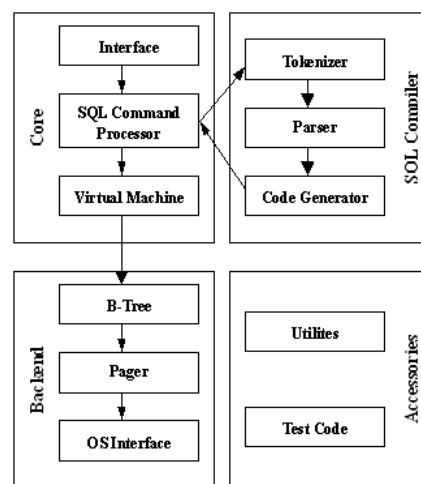 Core
Interface
SQL Command
Processor
Virtual Machine
SQL Compiler
Tokenizer
Parser
Code Generator
Backend
B-Tree
Pager
OS Interface
Accessories
Utilites
Test Code